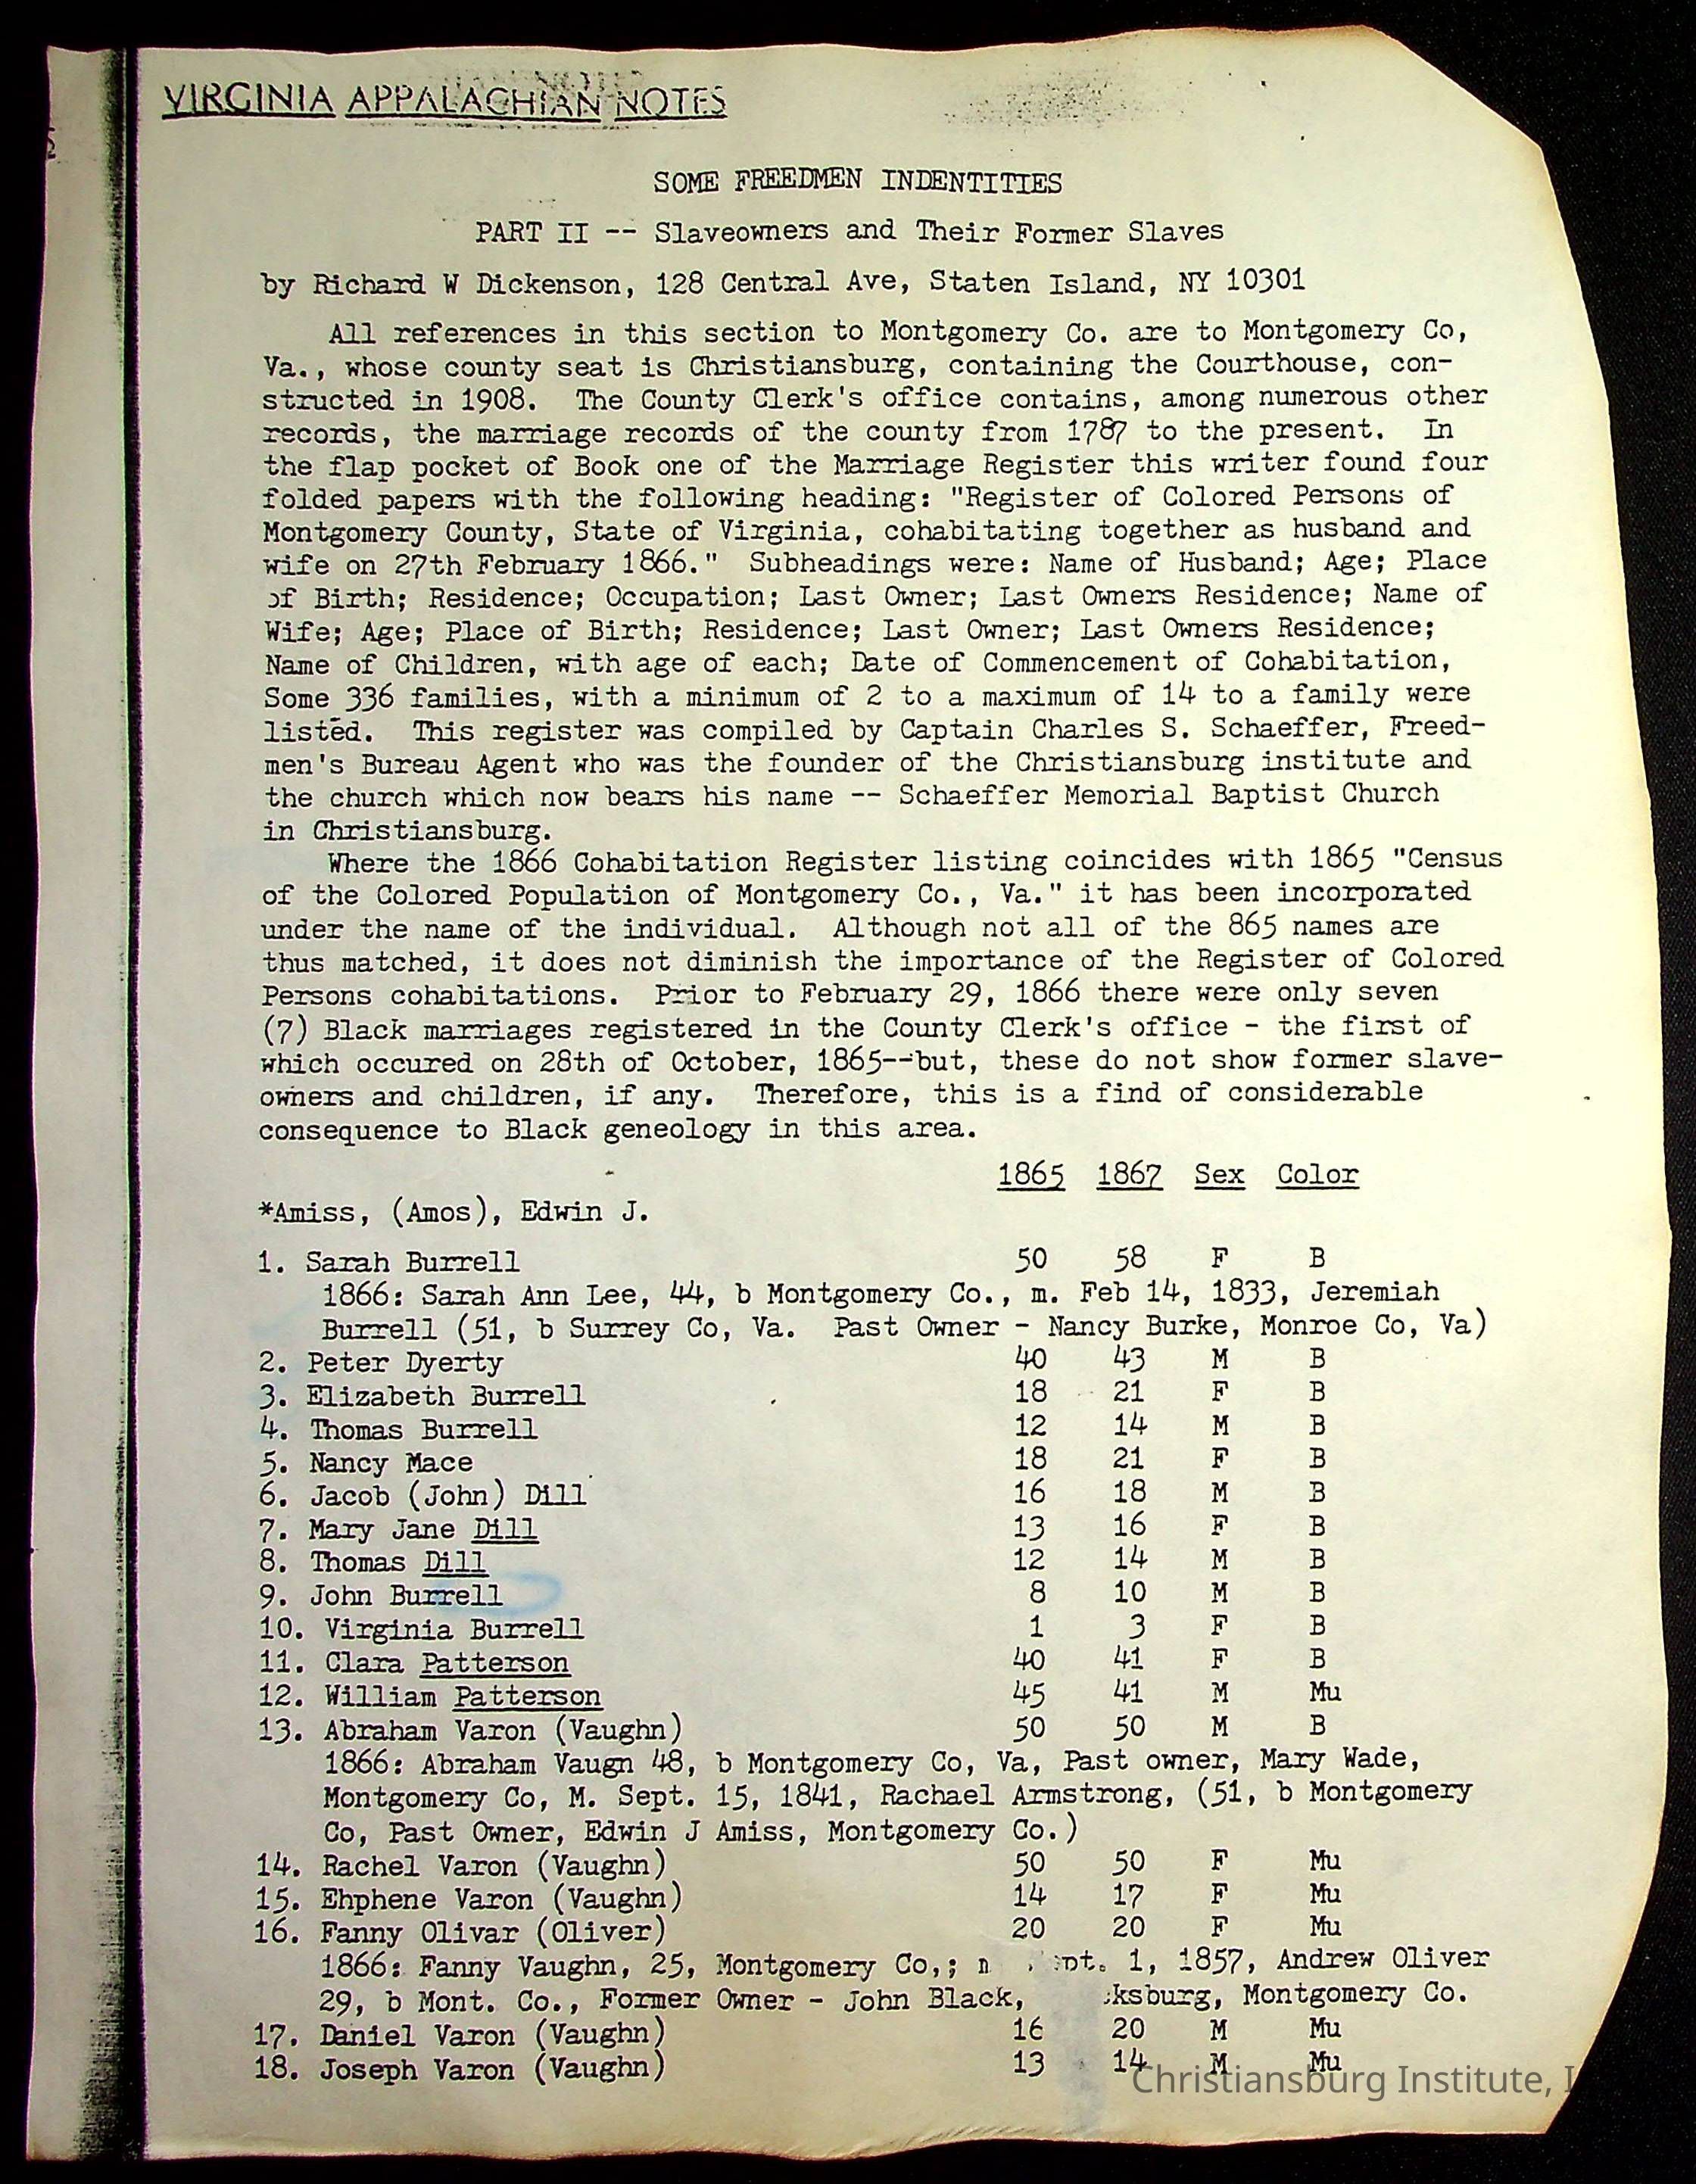 VIRGINIA APPALACHIAN NOTES
SOME FREEDMEN INDENTITIES
PART II -- Slaveowners and Their Former Slaves
by Richard W Dickenson, 128 Central Ave, Staten Island, NY 10301
All references in this section to Montgomery Co. are to Montgomery Co,
Va., whose county seat is Christiansburg, containing the Courthouse, con-
structed in 1908. The County Clerk's office contains, among numerous other
records, the marriage records of the county from 1787 to the present. In
the flap pocket of Book one of the Marriage Register this writer found four
folded papers with the following heading: "Register of Colored Persons of
Montgomery County, State of Virginia, cohabitating together as husband and
wife on 27th February 1866." Subheadings were: Name of Husband; Age; Place
of Birth; Residence; Occupation; Last Owner; Last Owners Residence; Name of
Wife; Age; Place of Birth; Residence; Last Owner; Last Owners Residence;
Name of Children, with age of each; Date of Commencement of Cohabitation,
Some 336 families, with a minimum of 2 to a maximum of 14 to a family were
listed. This register was compiled by Captain Charles S. Schaeffer, Freed-
men's Bureau Agent who was the founder of the Christiansburg institute and
the church which now bears his name -- Schaeffer Memorial Baptist Church
in Christiansburg.
Where the 1866 Cohabitation Register listing coincides with 1865 "Census
of the Colored Population of Montgomery Co., Va." it has been incorporated
under the name of the individual. Although not all of the 865 names are
thus matched, it does not diminish the importance of the Register of Colored
Persons cohabitations. Prior to February 29, 1866 there were only seven
(7) Black marriages registered in the County Clerk's office - the first of
which occured on 28th of October, 1865--but, these do not show former slave-
owners and children, if any. Therefore, this is a find of considerable
consequence to Black geneology in this area.
1865 1867 Sex Color
*Amiss, (Amos), Edwin J.
1. Sarah Burrell 50 58 F B
1866: Sarah Ann Lee, 44, b Montgomery Co., m. Feb 14, 1833, Jeremiah
Burrell (51, b Surrey Co, Va. Past Owner - Nancy Burke, Monroe Co, Va)
2. Peter Dyerty 40 43 M B
3. Elizabeth Burrell 18 21 F B
4. Thomas Burrell 12 14 M B
5. Nancy Mace 18 21 F B
6. Jacob (John) Dill 16 18 M B
7. Mary Jane Dill 13 16 F B
8. Thomas Dill 12 14 M B
9. John Burrell 8 10 M B
10. Virginia Burrell 1 3 F B
11. Clara Patterson 40 41 F B
12. William Patterson 45 41 M Mu
13. Abraham Varon (Vaughn) 50 50 M B
1866: Abraham Vaugn 48, b Montgomery Co, Va, Past owner, Mary Wade,
Montgomery Co, M. Sept. 15, 1841, Rachael Armstrong, (51, b Montgomery
Co, Past Owner, Edwin J Amiss, Montgomery Co.)
14. Rachel Varon (Vaughn) 50 50 F Mu
15. Ehphene Varon (Vaughn) 14 17 F Mu
16. Fanny Olivar (Oliver) 20 20 F Mu
1866: Fanny Vaughn, 25, Montgomery Co,; 1, 1857, Andrew Oliver
29, b Mont. Co., Former Owner - John Black, Montgomery Co.
17. Daniel Varon (Vaughn) 16 20 M Mu
18. Joseph Varon (Vaughn) 13 14 M Mu
Christiansburg Institute,